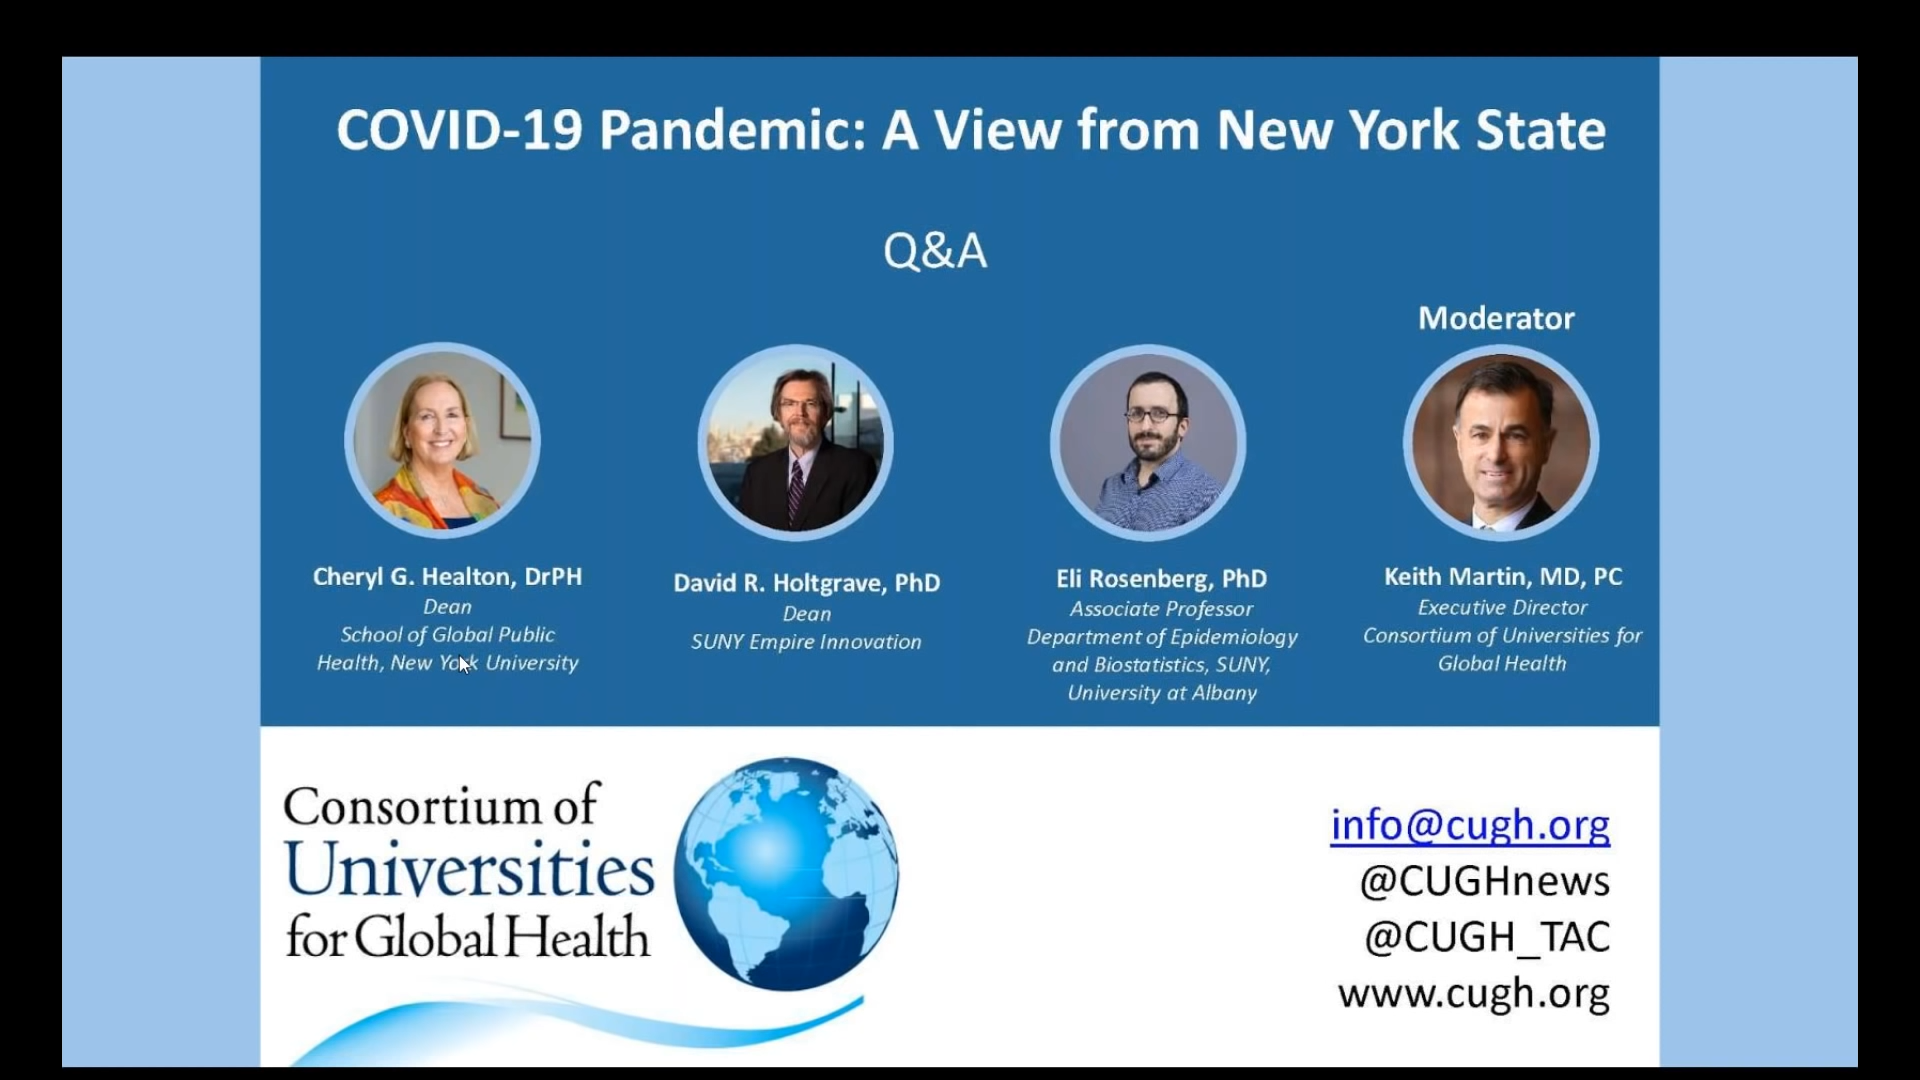 COVID-19 Pandemic: A View from New York State
Q&A
Moderator
Cheryl G. Healton, DrPH
Dean
School of Global Public
Health, New York University
David R. Holtgrave, PhD
Dean
SUNY Empire Innovation
Eli Rosenberg, PhD
Associate Professor
Department of Epidemiology
and Biostatistics, SUNY,
University at Albany
Keith Martin, MD, PC
Executive Director
Consortium of Universities for
Global Health
Consortium of
Universities
for Global Health
info@cugh.org
@CUGHnews
@CUGH_TAC
www.cugh.org